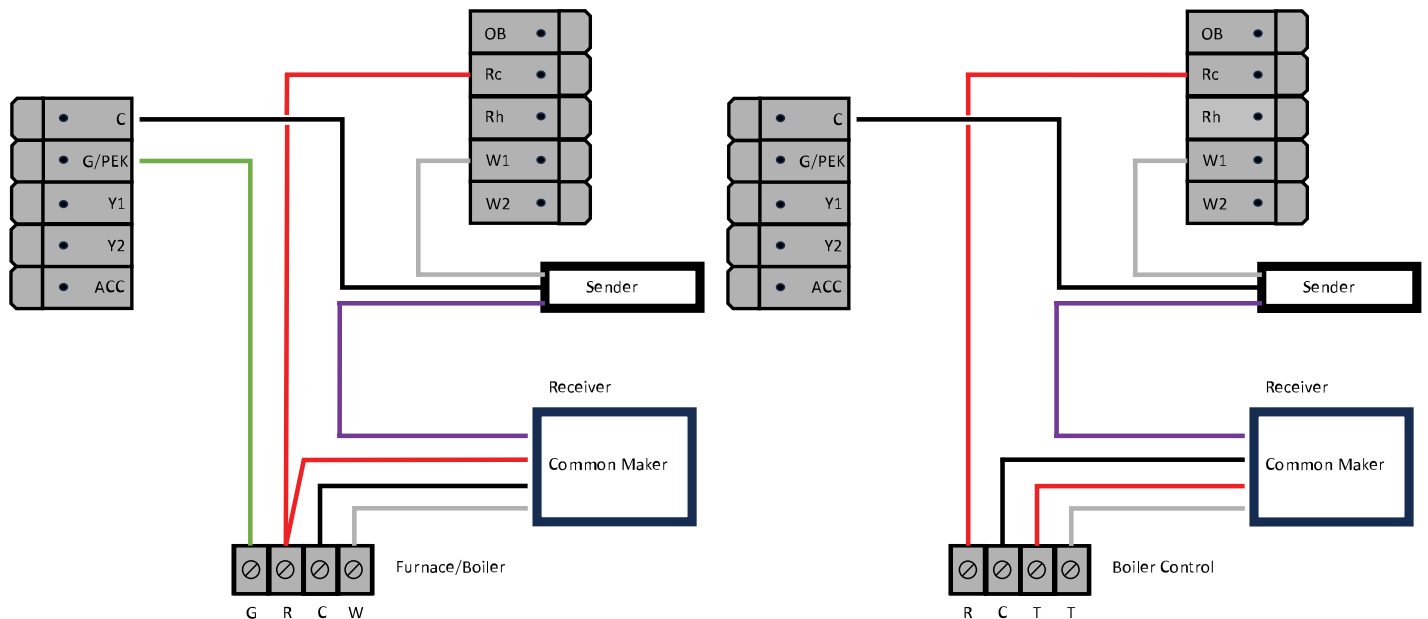 OB
Rc
Rh
W1
W2
C
G/PEK
Y1
Y2
ACC
Sender
Receiver
Common Maker
Furnace/Boiler
G R C W
OB
Rc
Rh
W1
W2
C
G/PEK
Y1
Y2
ACC
Sender
Receiver
Common Maker
Boiler Control
R C T T